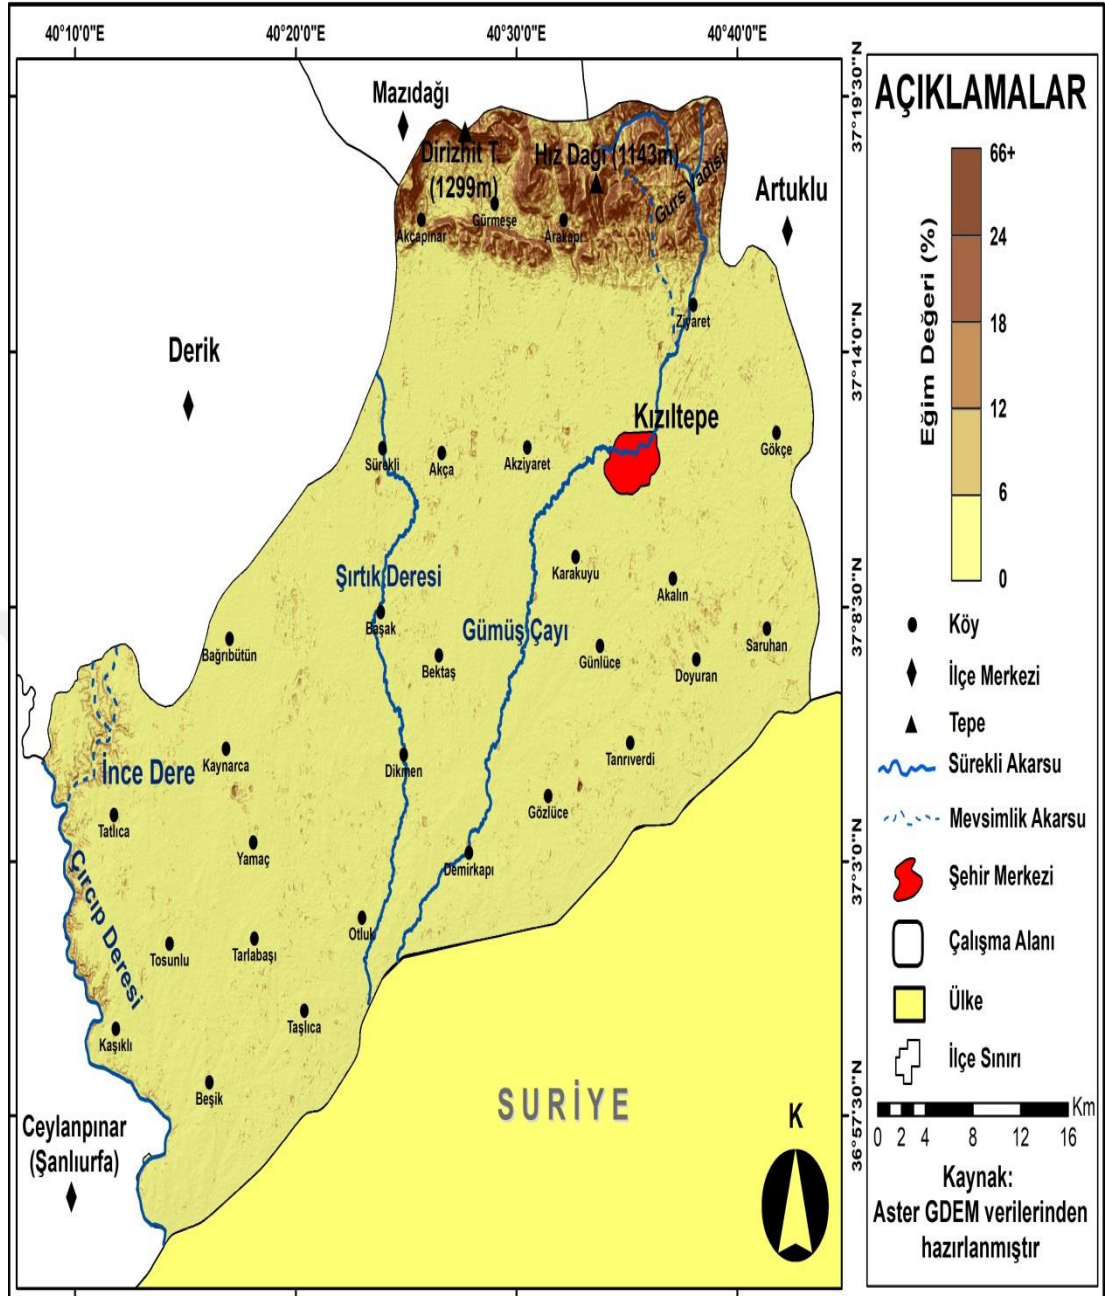 40°10'0"E
40°20'0"E
40°30'0"E
40°40'0"E
37°19'30"N
37°14'0"N
37°8'30"N
37°3'0"N
36°57'30"N
Mazıdağı
Dirizhit T.
(1299m)
Hız Dağı (1143m)
Gurs Vadisi
Artuklu
Akçapınar
Gürmeşe
Arakapı
Ziyaret
Derik
Kızıltepe
Sürekli
Akça
Akziyaret
Gökçe
Şırtık Deresi
Karakuyu
Akalın
Başak
Gümüş Çayı
Bağrıbütün
Bektaş
Günlüce
Doyuran
Saruhan
İnce Dere
Kaynarca
Dikmen
Tanrıverdi
Gözlüce
Tatlıca
Yamaç
Demirkapı
Çırcıp Deresi
Otluk
Tosunlu
Tarlabaşı
Taşlıca
Kaşıklı
Beşik
SURİYE
Ceylanpınar
(Şanlıurfa)
K
AÇIKLAMALAR
Eğim Değeri (%)
66+
24
18
12
6
0
Köy
İlçe Merkezi
Tepe
Sürekli Akarsu
Mevsimlik Akarsu
Şehir Merkezi
Çalışma Alanı
Ülke
İlçe Sınırı
Km
0 2 4 8 12 16
Kaynak:
Aster GDEM verilerinden
hazırlanmıştır